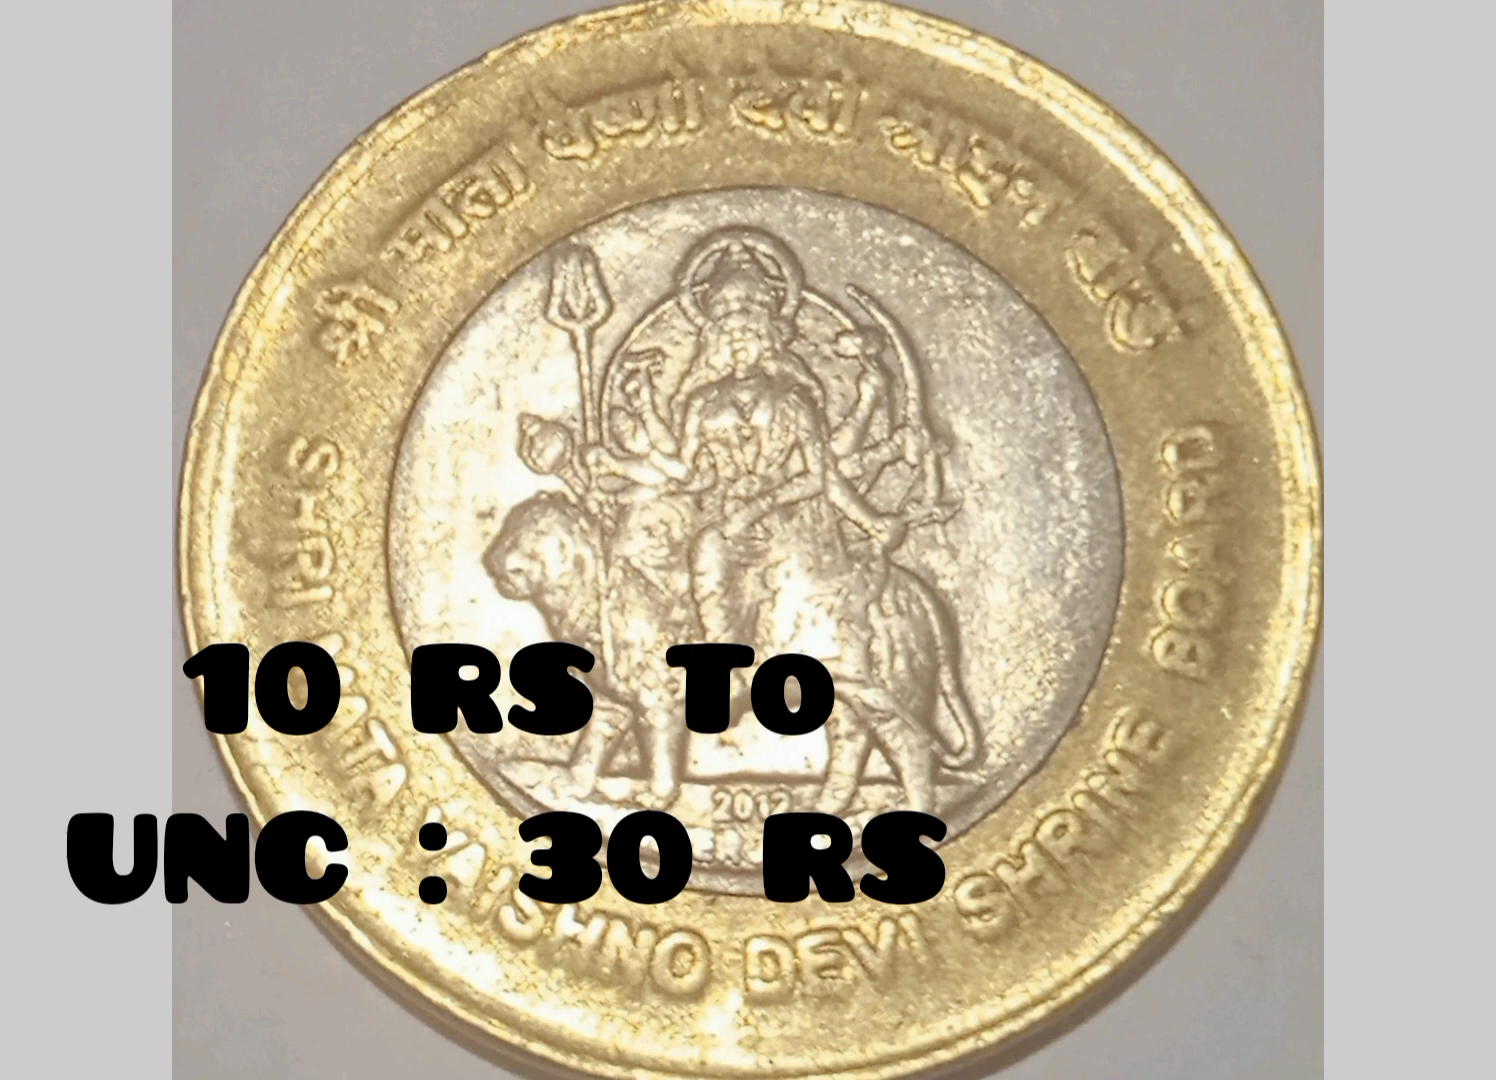 श्री माता वैष्णो देवी श्राइन बोर्ड
SHRI MATA VAISHNO DEVI SHRINE BOARD
2012
10 RS To
UNC : 30 RS